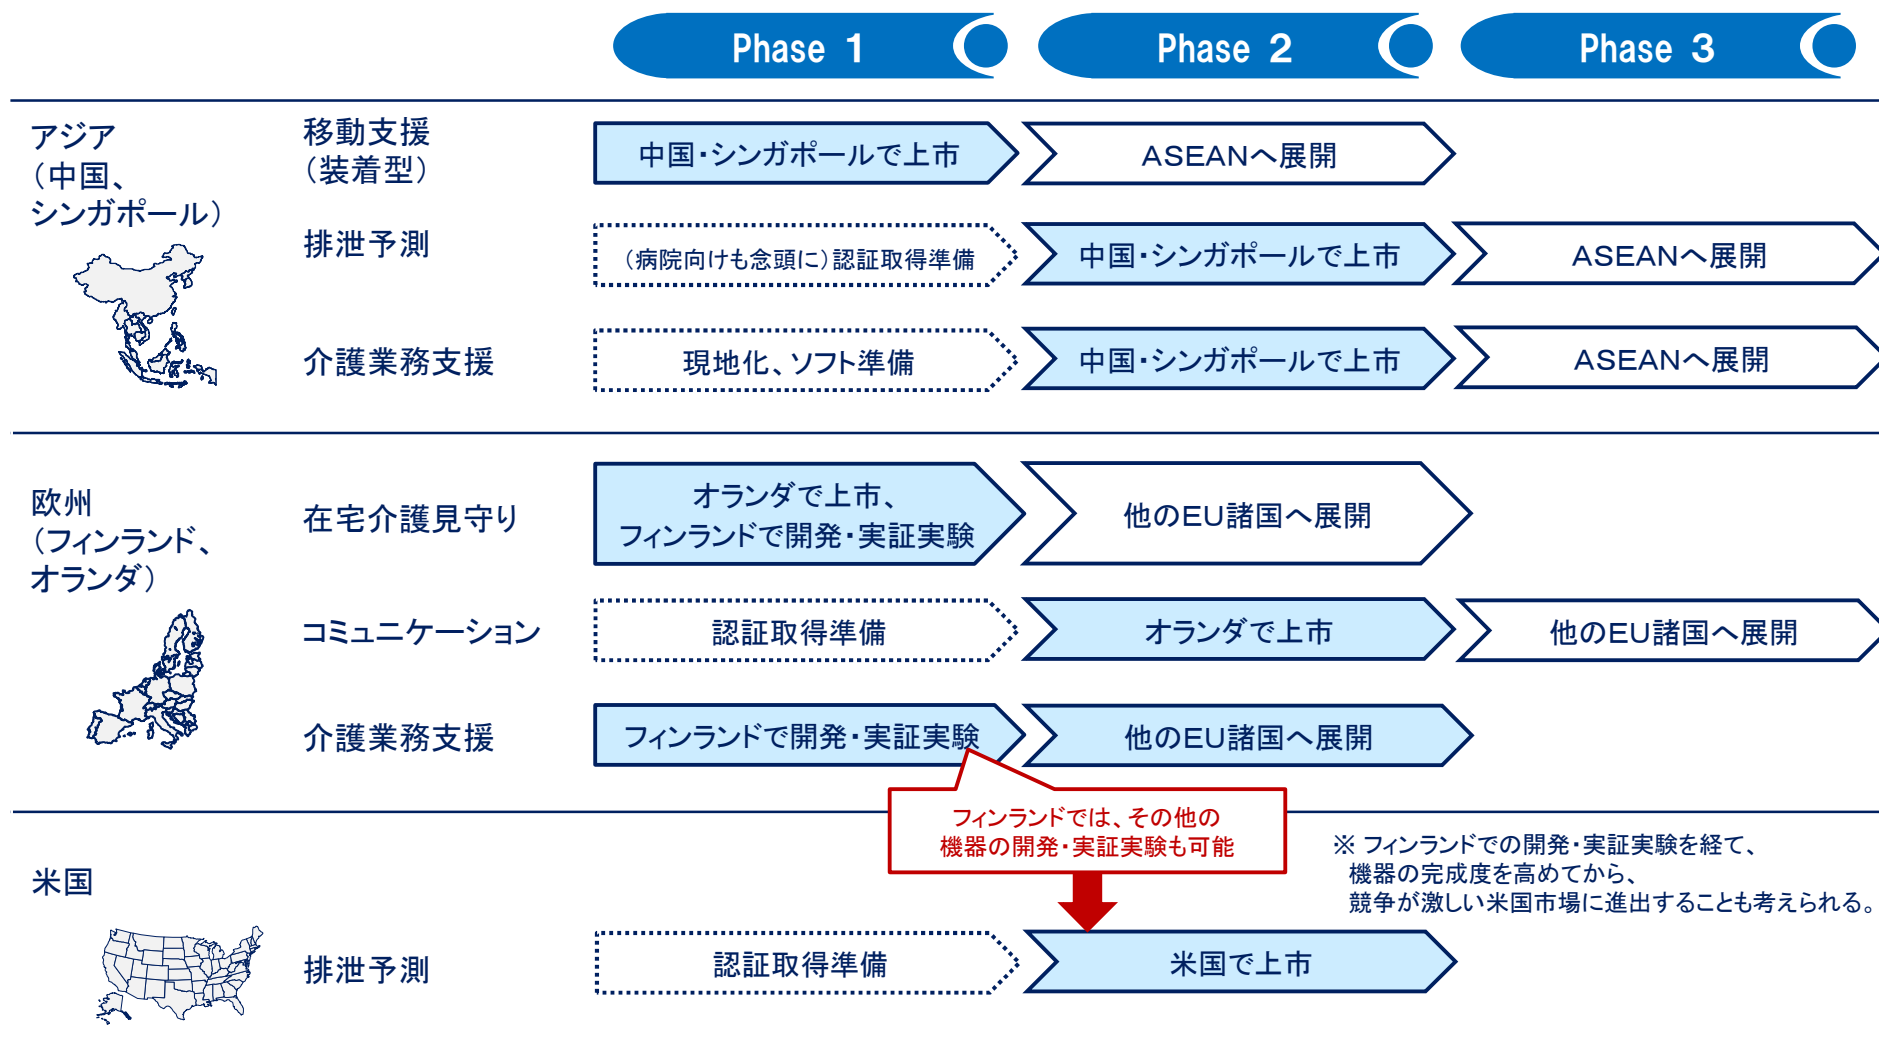 Phase 1
Phase 2
Phase 3
アジア
（中国、
シンガポール）
移動支援
（装着型）
中国・シンガポールで上市
ASEANへ展開
排泄予測
（病院向けも念頭に）認証取得準備
中国・シンガポールで上市
ASEANへ展開
介護業務支援
現地化、ソフト準備
中国・シンガポールで上市
ASEANへ展開
欧州
（フィンランド、
オランダ）
在宅介護見守り
オランダで上市、
フィンランドで開発・実証実験
他のEU諸国へ展開
コミュニケーション
認証取得準備
オランダで上市
他のEU諸国へ展開
介護業務支援
フィンランドで開発・実証実験
他のEU諸国へ展開
フィンランドでは、その他の
機器の開発・実証実験も可能
※ フィンランドでの開発・実証実験を経て、
機器の完成度を高めてから、
競争が激しい米国市場に進出することも考えられる。
米国
排泄予測
認証取得準備
米国で上市